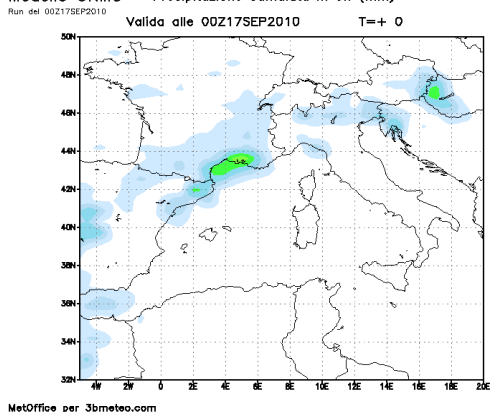 Run del 00Z17SEP2010
Valida alle 00Z17SEP2010 T=+ 0
50N
48N
46N
44N
42N
40N
38N
36N
34N
32N
4W 2W 0 2E 4E 6E 8E 10E 12E 14E 16E 18E 20E
MetOffice per 3bmeteo.com